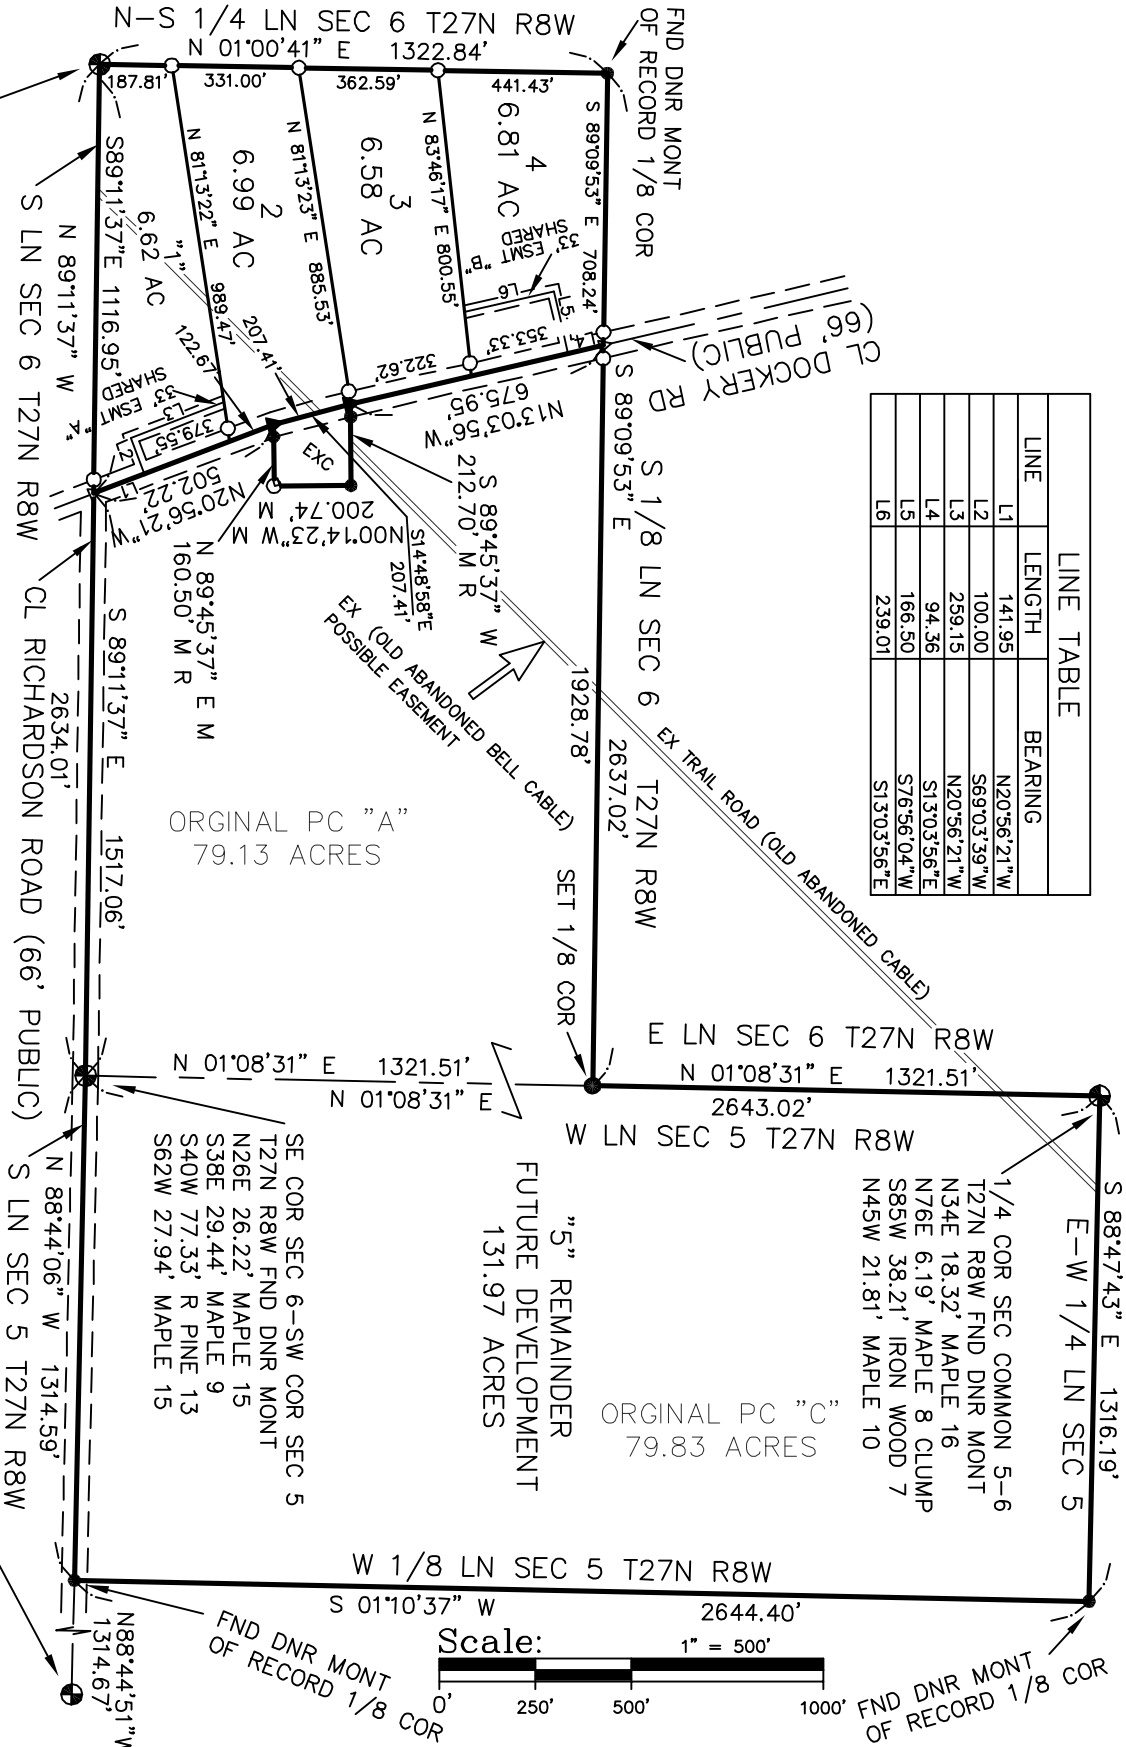 N-S 1/4 LN SEC 6 T27N R8W
N 01°00'41" E 1322.84'
187.81'
331.00'
362.59'
441.43'
FND DNR MONT
OF RECORD 1/8 COR
S 89°09'53" E 708.24'
4
6.81 AC
N 83°46'17" E 800.55'
3
6.58 AC
N 81°13'23" E 885.53'
2
6.99 AC
N 81°13'22" E 989.47'
"1"
6.62 AC
S89°11'37"E 1116.95'
N 89°11'37" W
S LN SEC 6 T27N R8W
33' ESMT "B"
SHARED
L6
L5
L4
353.33'
322.62'
207.41'
122.67'
33' ESMT "A"
SHARED
L3
L2
L1
379.55'
N20°56'21"W
502.22'
N13°03'56"W
675.95'
CL DOCKERY RD
(66' PUBLIC)
EXC
N00°14'23"W M
200.74' M
S 89°45'37" W
212.70' M R
S14°48'58"E
207.41'
N 89°45'37" E M
160.50' M R
LINE TABLE
LINE LENGTH BEARING
L1 141.95 N20°56'21"W
L2 100.00 S69°03'39"W
L3 259.15 N20°56'21"W
L4 94.36 S13°03'56"E
L5 166.50 S76°56'04"W
L6 239.01 S13°03'56"E
S 1/8 LN SEC 6 T27N R8W
S 89°09'53" E 2637.02'
1928.78'
SET 1/8 COR
EX (OLD ABANDONED BELL CABLE)
POSSIBLE EASEMENT
EX TRAIL ROAD (OLD ABANDONED CABLE)
ORGINAL PC "A"
79.13 ACRES
S 89°11'37" E 1517.06'
2634.01'
CL RICHARDSON ROAD (66' PUBLIC)
E LN SEC 6 T27N R8W
N 01°08'31" E 1321.51'
2643.02'
W LN SEC 5 T27N R8W
N 01°08'31" E 1321.51'
N 01°08'31" E
S 88°47'43" E 1316.19'
E-W 1/4 LN SEC 5
1/4 COR SEC COMMON 5-6
T27N R8W FND DNR MONT
N34E 18.32' MAPLE 16
N76E 6.19' MAPLE 8 CLUMP
S85W 38.21' IRON WOOD 7
N45W 21.81' MAPLE 10
ORGINAL PC "C"
79.83 ACRES
"5" REMAINDER
FUTURE DEVELOPMENT
131.97 ACRES
SE COR SEC 6-SW COR SEC 5
T27N R8W FND DNR MONT
N26E 26.22' MAPLE 15
S38E 29.44' MAPLE 9
S40W 77.33' R PINE 13
S62W 27.94' MAPLE 15
N 88°44'06" W 1314.59'
S LN SEC 5 T27N R8W
W 1/8 LN SEC 5 T27N R8W
S 01°10'37" W 2644.40'
FND DNR MONT
OF RECORD 1/8 COR
FND DNR MONT
OF RECORD 1/8 COR
N88°44'51"W
1314.67'
Scale: 1" = 500'
0' 250' 500' 1000'